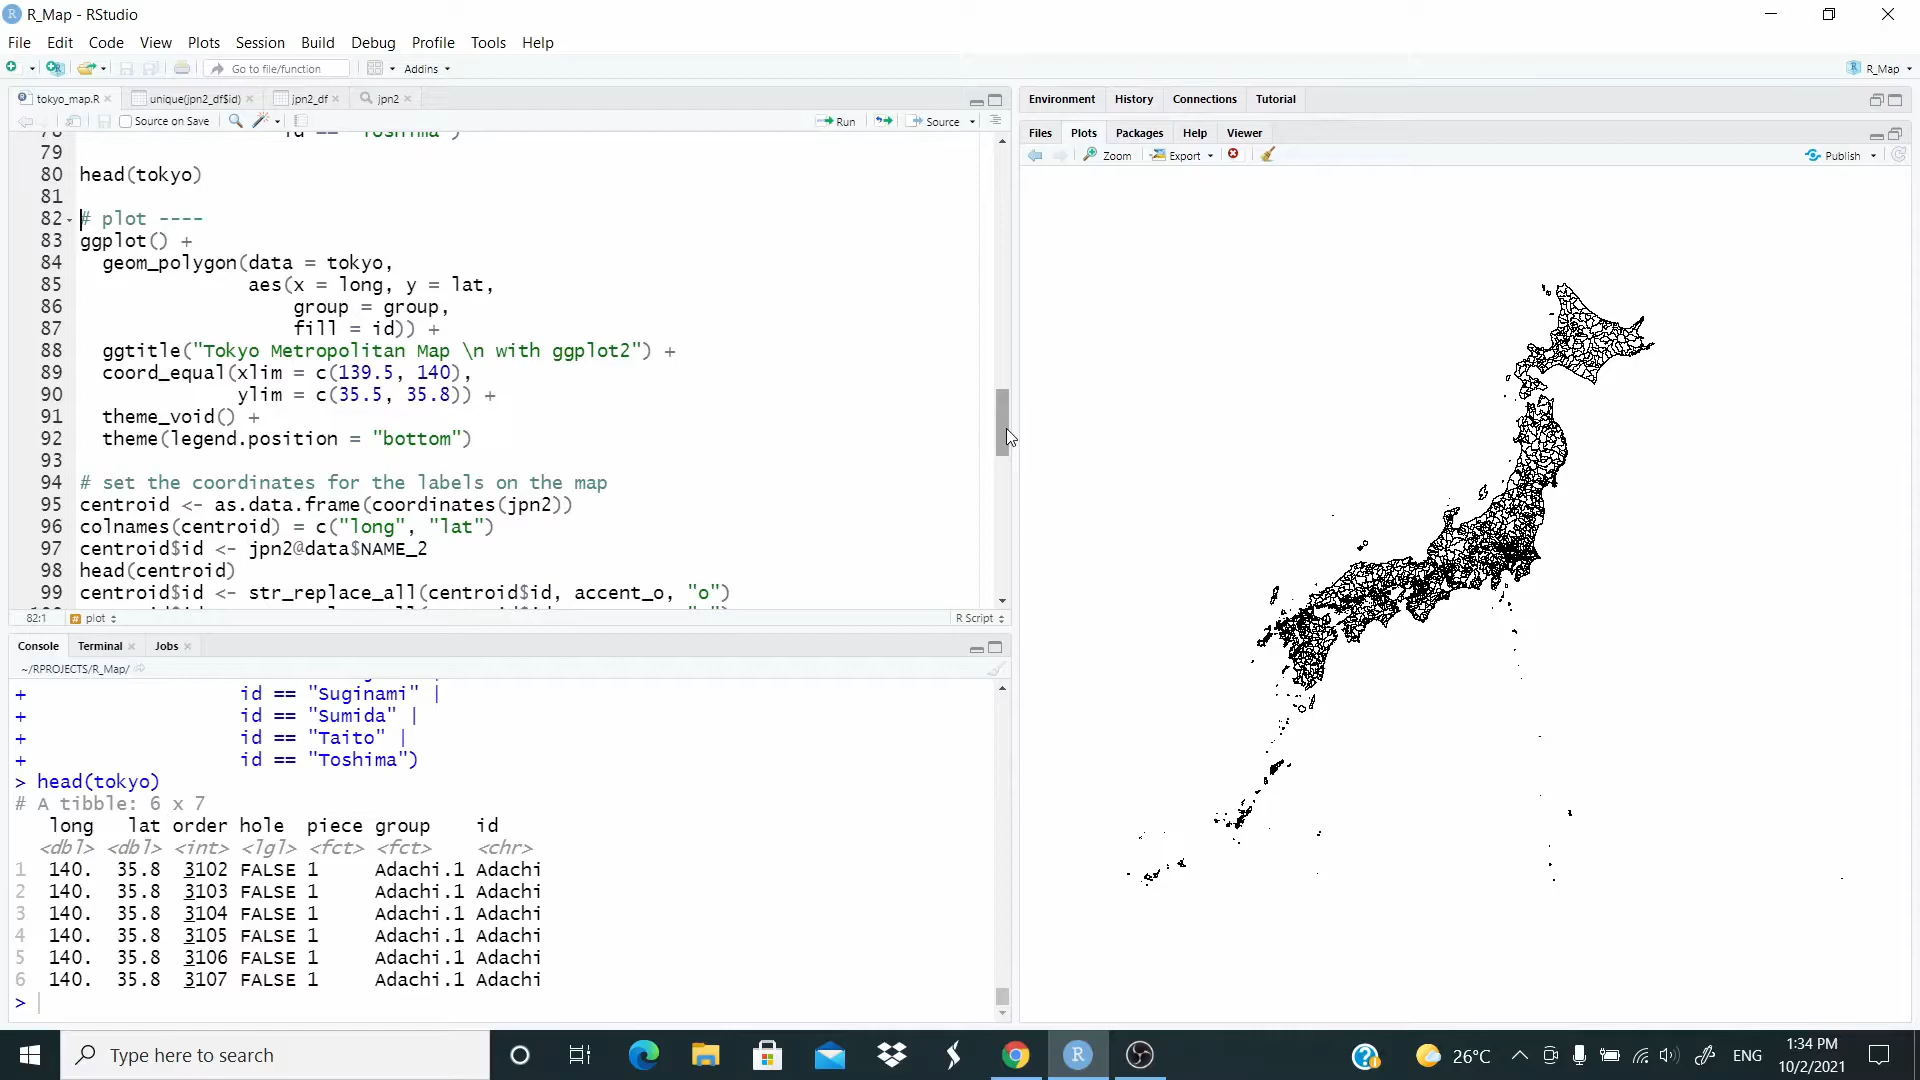 R_Map - RStudio
File Edit Code View Plots Session Build Debug Profile Tools Help
Go to file/function Addins R_Map
tokyo_map.R unique(jpn2_df$id) jpn2_df jpn2
Source on Save Run Source
78 id == "Toshima")
79
80 head(tokyo)
81
82 # plot ----
83 ggplot() +
84 geom_polygon(data = tokyo,
85 aes(x = long, y = lat,
86 group = group,
87 fill = id)) +
88 ggtitle("Tokyo Metropolitan Map \n with ggplot2") +
89 coord_equal(xlim = c(139.5, 140),
90 ylim = c(35.5, 35.8)) +
91 theme_void() +
92 theme(legend.position = "bottom")
93
94 # set the coordinates for the labels on the map
95 centroid <- as.data.frame(coordinates(jpn2))
96 colnames(centroid) = c("long", "lat")
97 centroid$id <- jpn2@data$NAME_2
98 head(centroid)
99 centroid$id <- str_replace_all(centroid$id, accent_o, "o")
82:1 plot R Script
Console Terminal Jobs
~/RPROJECTS/R_Map/
+ id == "Suginami" |
+ id == "Sumida" |
+ id == "Taito" |
+ id == "Toshima")
> head(tokyo)
# A tibble: 6 x 7
long lat order hole piece group id
<dbl> <dbl> <int> <lgl> <fct> <fct> <chr>
1 140. 35.8 3102 FALSE 1 Adachi.1 Adachi
2 140. 35.8 3103 FALSE 1 Adachi.1 Adachi
3 140. 35.8 3104 FALSE 1 Adachi.1 Adachi
4 140. 35.8 3105 FALSE 1 Adachi.1 Adachi
5 140. 35.8 3106 FALSE 1 Adachi.1 Adachi
6 140. 35.8 3107 FALSE 1 Adachi.1 Adachi
>
Environment History Connections Tutorial
Files Plots Packages Help Viewer
Zoom Export Publish
Type here to search
26°C ENG
1:34 PM
10/2/2021